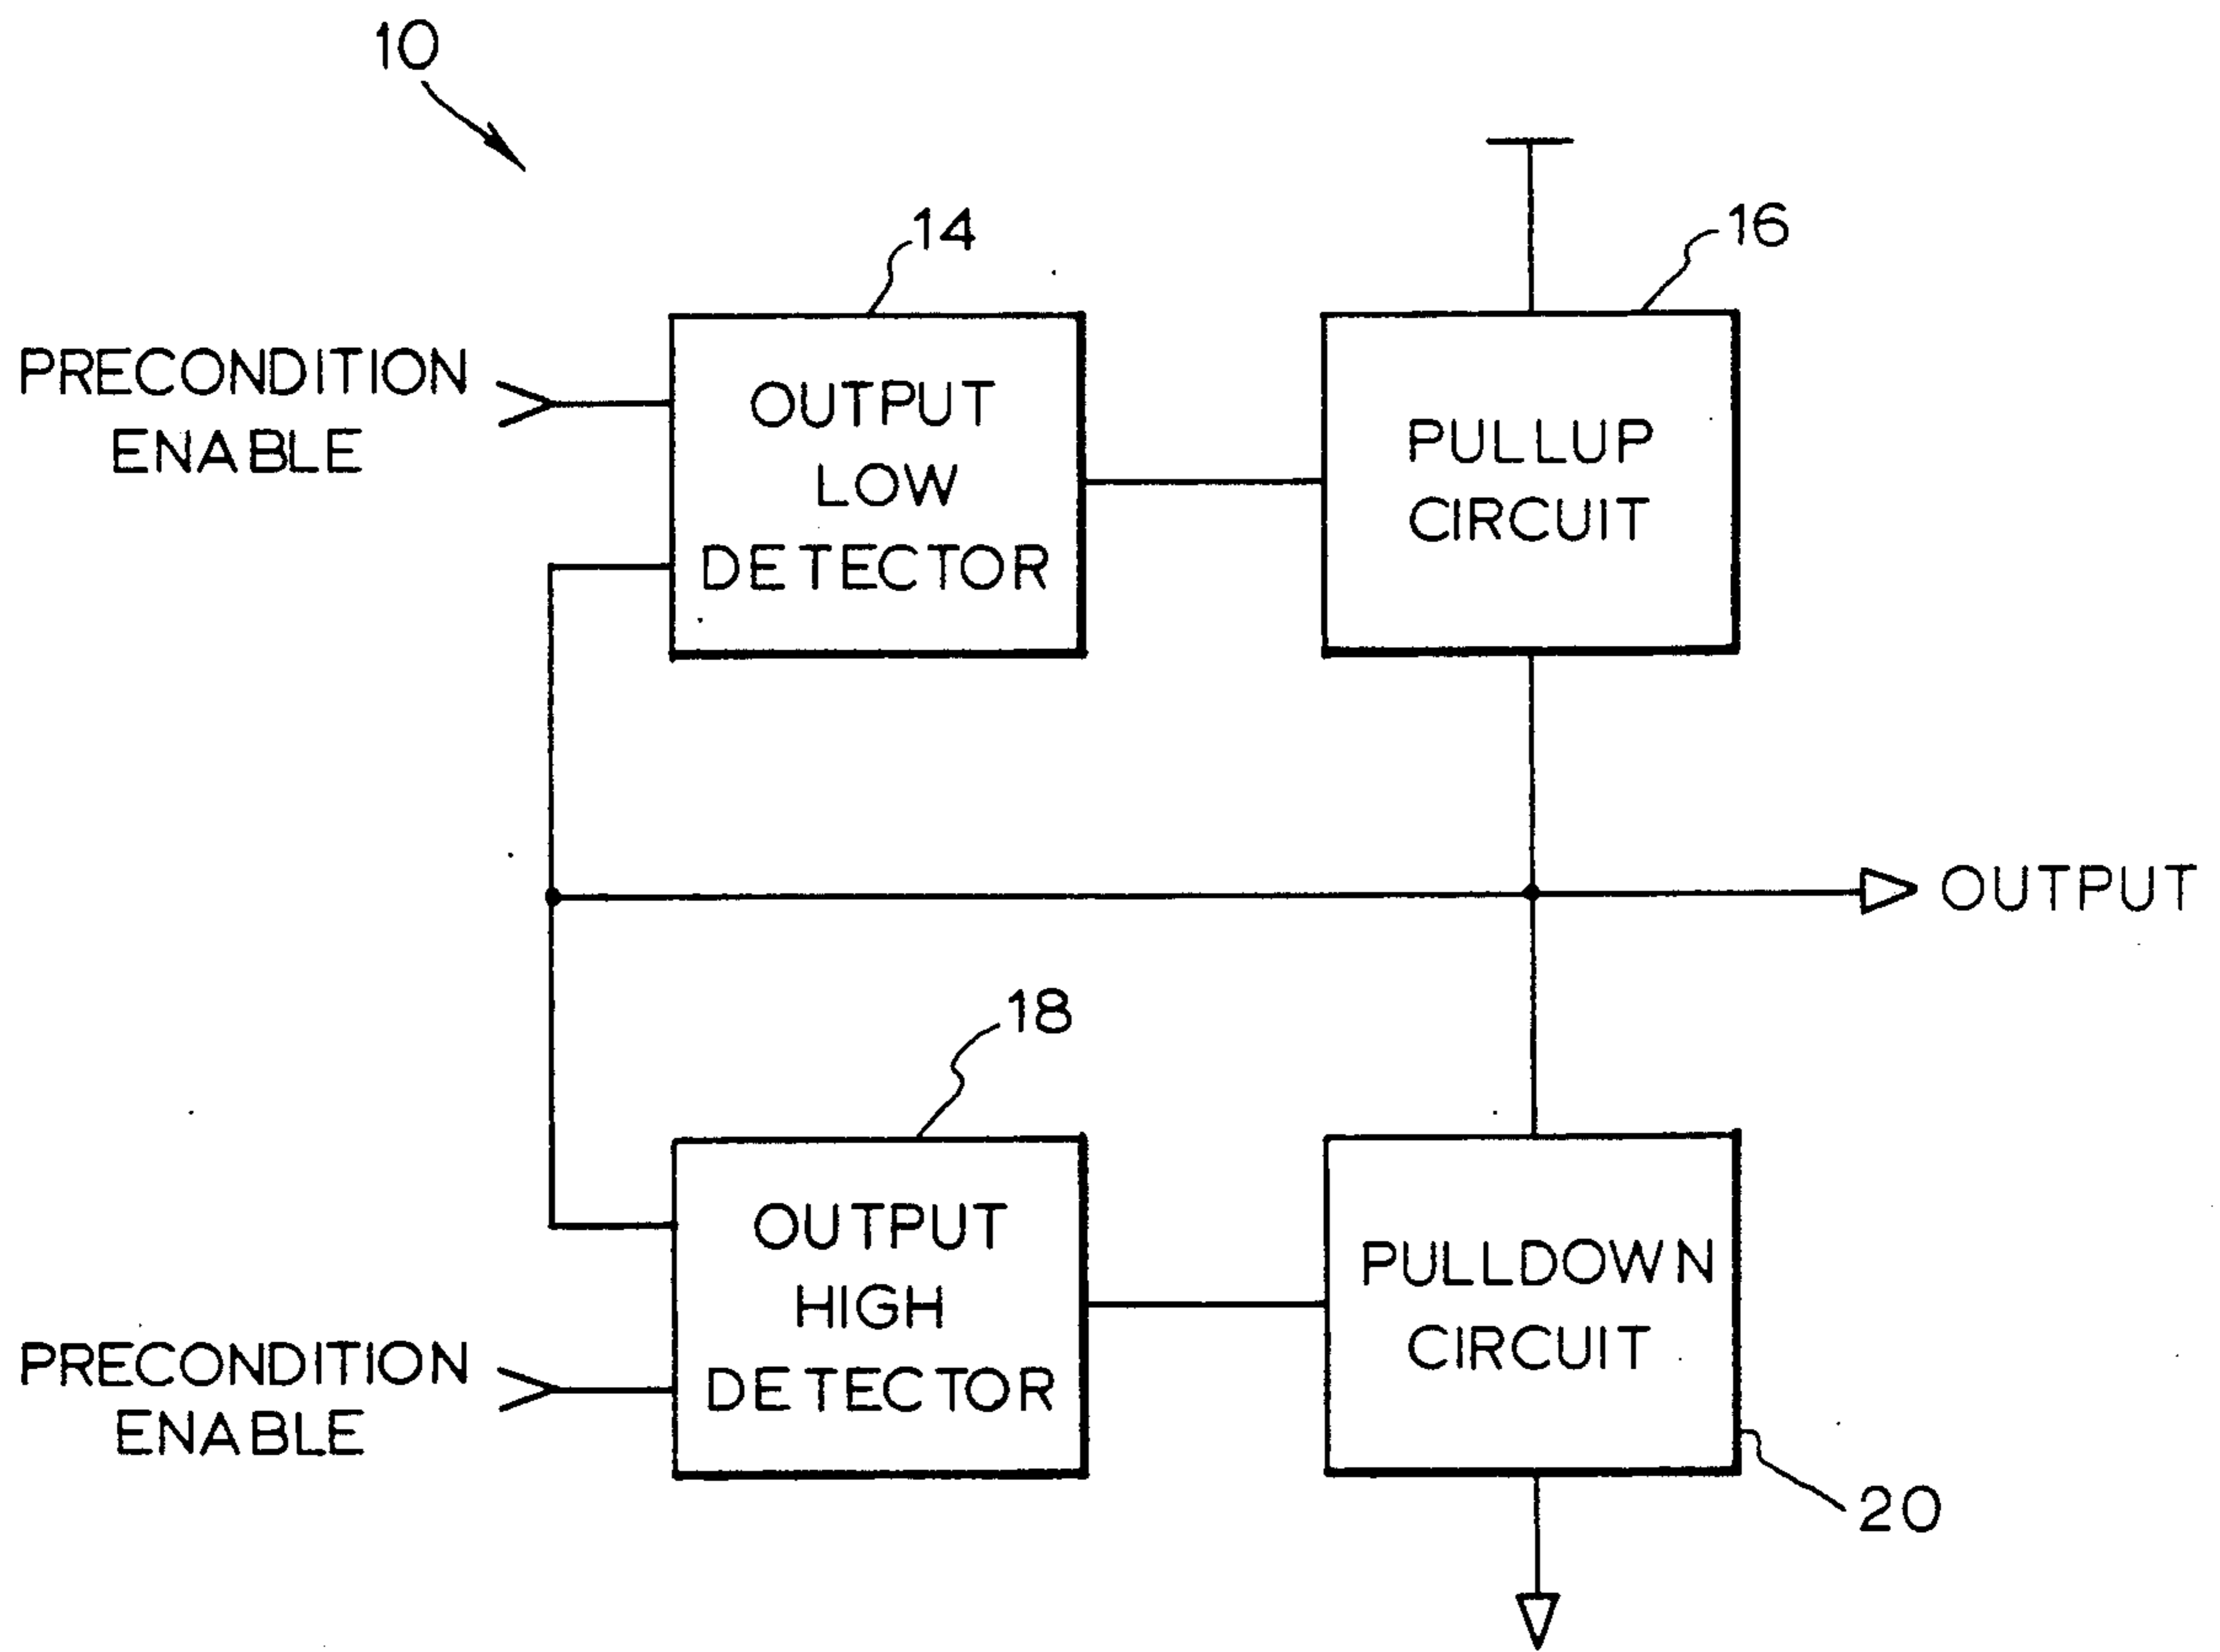 10
14
16
PRECONDITION
ENABLE
OUTPUT
LOW
DETECTOR
PULLUP
CIRCUIT
OUTPUT
18
OUTPUT
HIGH
DETECTOR
PULLDOWN
CIRCUIT
PRECONDITION
ENABLE
20